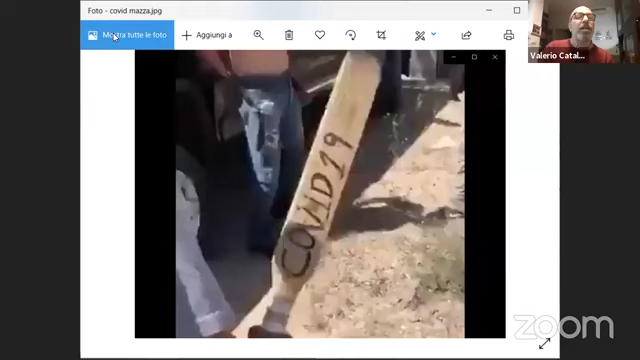 Foto - covid mazza.jpg
Mostra tutte le foto
Aggiungi a
Valerio Catal...
COVID19
zoom